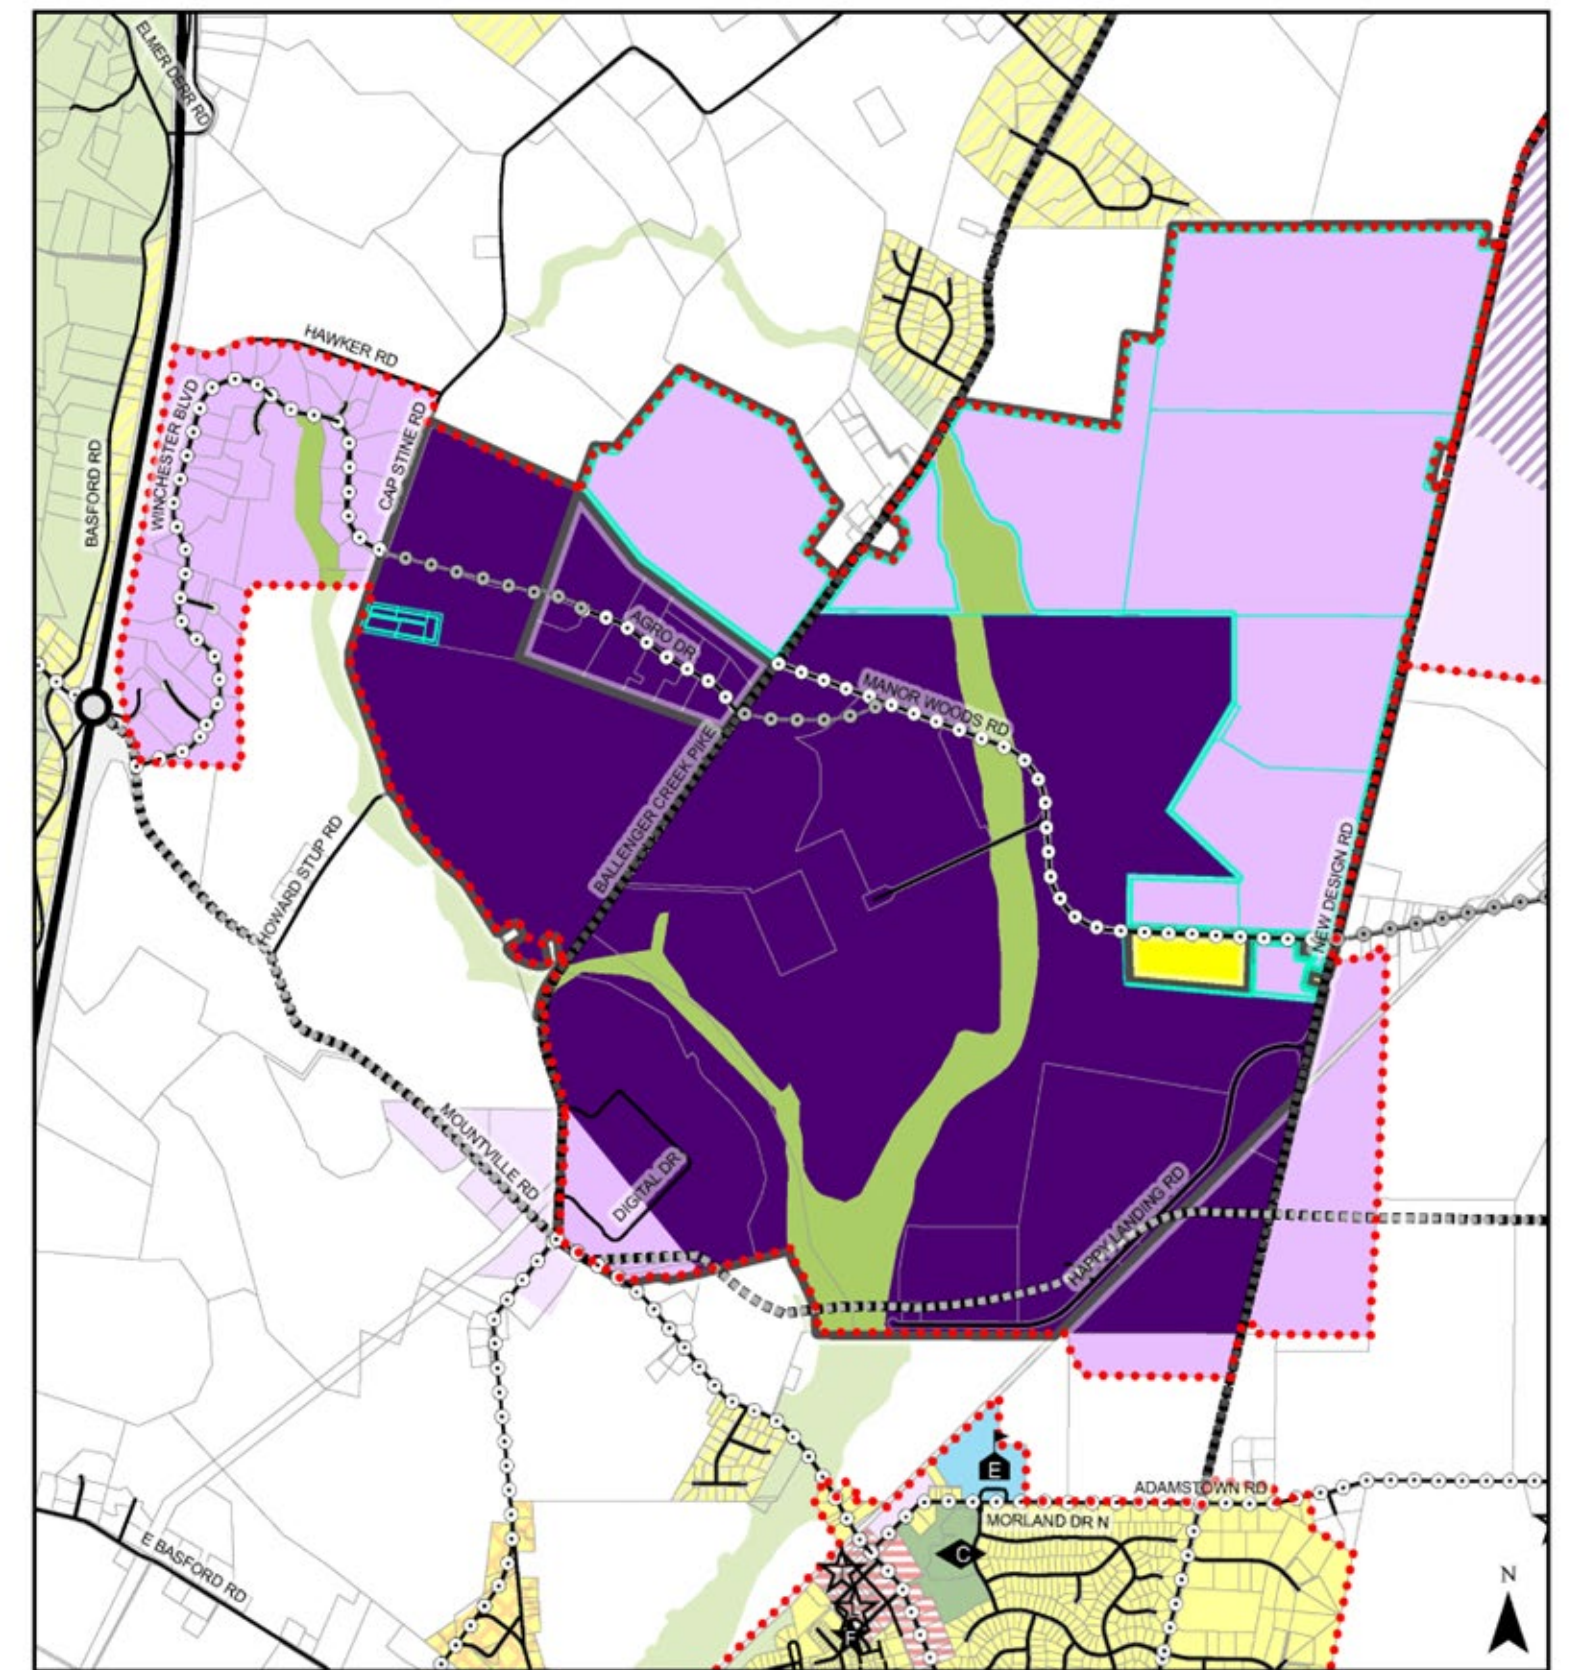 ELMER DERR RD
HAWKER RD
WINCHESTER BLVD
CAP STINE RD
BASFORD RD
AGRO DR
MANOR WOODS RD
BALLENGER CREEK PIKE
HOWARD STUP RD
NEW DESIGN RD
MOUNTVILLE RD
DIGITAL DR
HAPPY LANDING RD
E
ADAMSTOWN RD
MORLAND DR N
C
E BASFORD RD
N